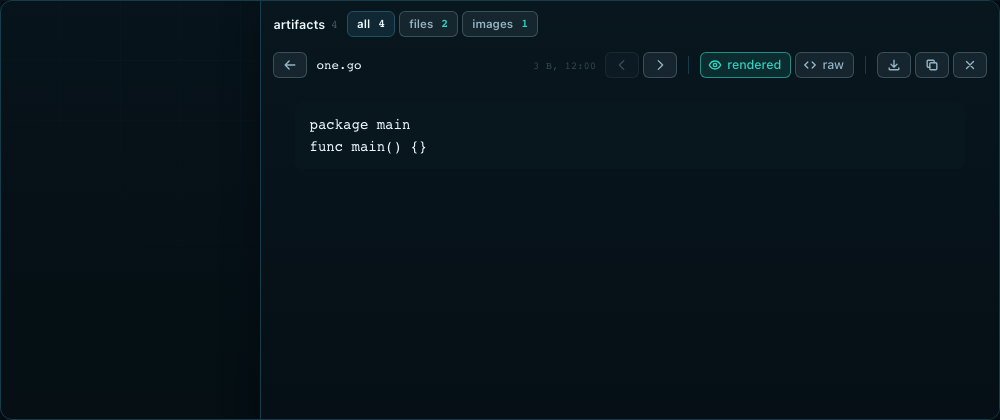 artifacts 4 all 4 files 2 images 1
one.go 3 B, 12:00 rendered raw
package main
func main() {}